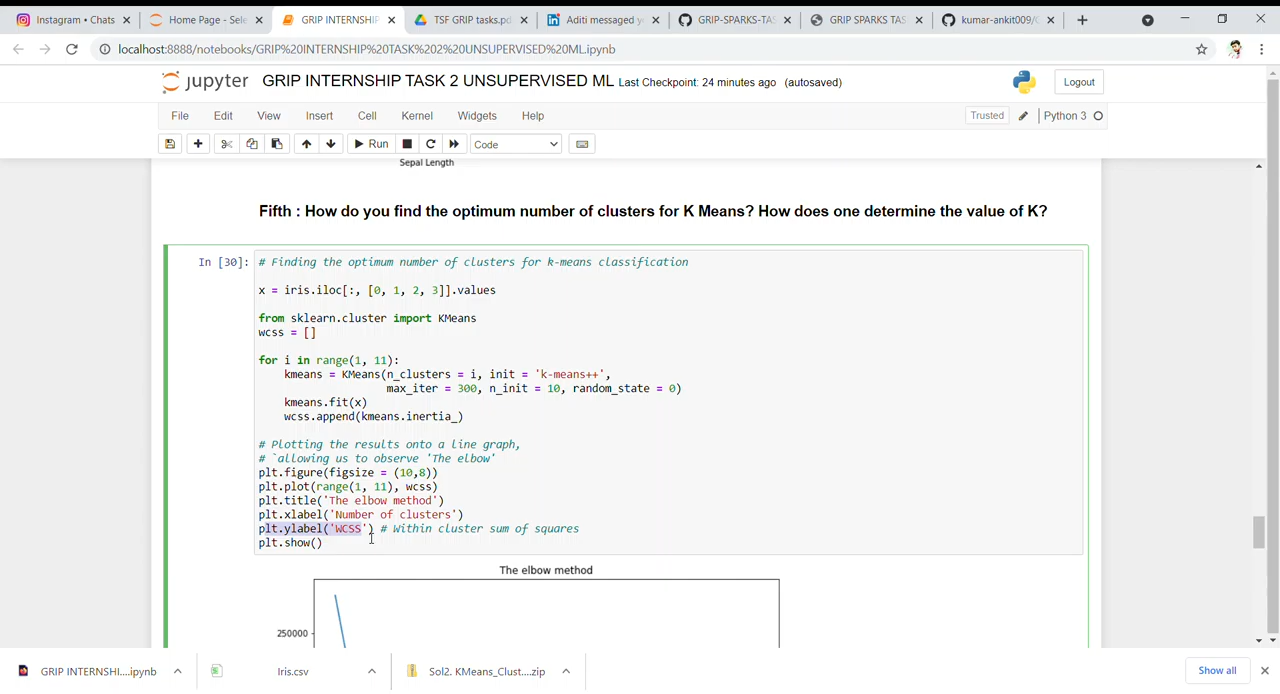 Instagram • Chats
Home Page - Sele
GRIP INTERNSHIP
TSF GRIP tasks.pd
Aditi messaged y
GRIP-SPARKS-TAS
GRIP SPARKS TAS
kumar-ankit009/G
localhost:8888/notebooks/GRIP%20INTERNSHIP%20TASK%202%20UNSUPERVISED%20ML.ipynb
jupyter GRIP INTERNSHIP TASK 2 UNSUPERVISED ML Last Checkpoint: 24 minutes ago (autosaved)
Logout
File Edit View Insert Cell Kernel Widgets Help
Trusted Python 3
Run Code
Sepal Length
Fifth : How do you find the optimum number of clusters for K Means? How does one determine the value of K?
In [30]: # Finding the optimum number of clusters for k-means classification
x = iris.iloc[:, [0, 1, 2, 3]].values
from sklearn.cluster import KMeans
wcss = []
for i in range(1, 11):
kmeans = KMeans(n_clusters = i, init = 'k-means++',
max_iter = 300, n_init = 10, random_state = 0)
kmeans.fit(x)
wcss.append(kmeans.inertia_)
# Plotting the results onto a line graph,
# `allowing us to observe 'The elbow'
plt.figure(figsize = (10,8))
plt.plot(range(1, 11), wcss)
plt.title('The elbow method')
plt.xlabel('Number of clusters')
plt.ylabel('WCSS') # Within cluster sum of squares
plt.show()
The elbow method
250000
GRIP INTERNSHI....ipynb
Iris.csv
Sol2. KMeans_Clust....zip
Show all